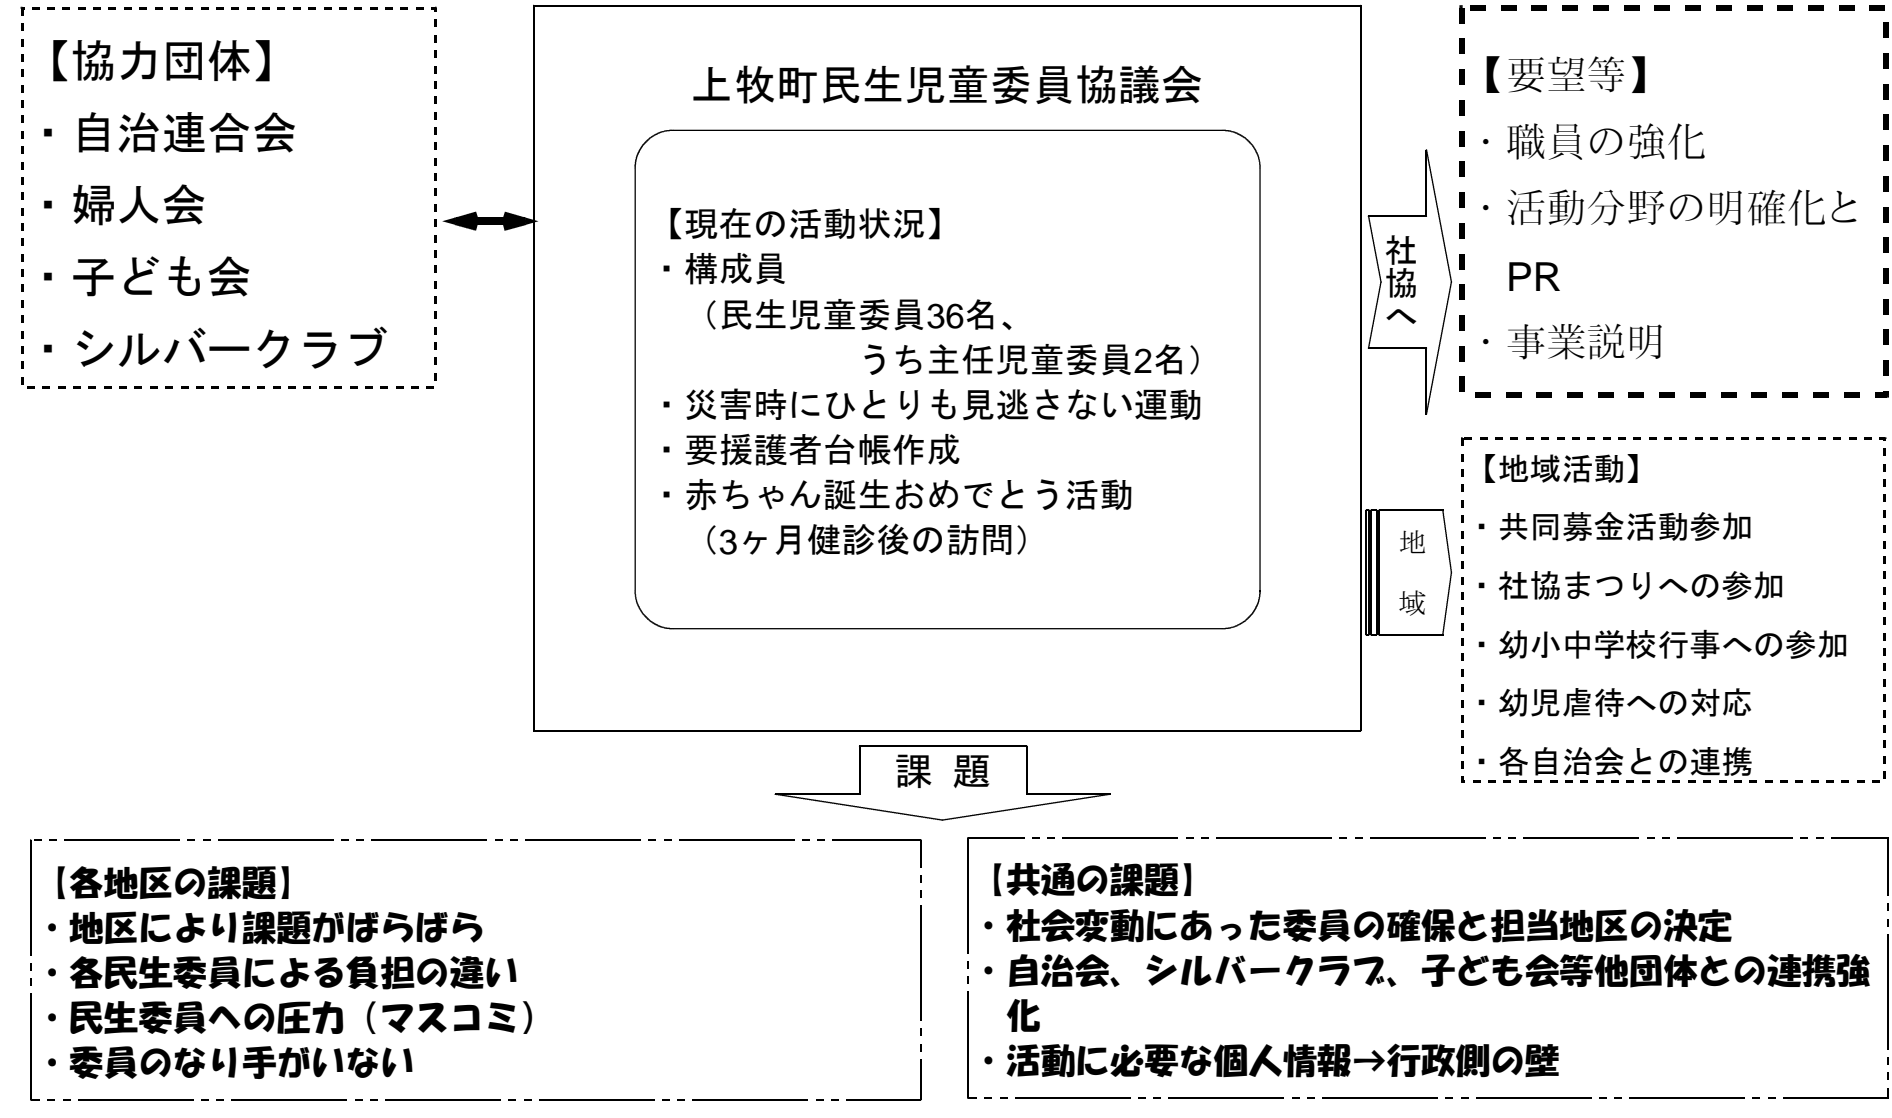 【協力団体】
・自治連合会
・婦人会
・子ども会
・シルバークラブ
上牧町民生児童委員協議会
【現在の活動状況】
・構成員
（民生児童委員36名、
うち主任児童委員2名）
・災害時にひとりも見逃さない運動
・要援護者台帳作成
・赤ちゃん誕生おめでとう活動
（3ヶ月健診後の訪問）
社協へ
【要望等】
・職員の強化
・活動分野の明確化と
PR
・事業説明
地域
【地域活動】
・共同募金活動参加
・社協まつりへの参加
・幼小中学校行事への参加
・幼児虐待への対応
・各自治会との連携
課 題
【各地区の課題】
・地区により課題がばらばら
・各民生委員による負担の違い
・民生委員への圧力（マスコミ）
・委員のなり手がいない
【共通の課題】
・社会変動にあった委員の確保と担当地区の決定
・自治会、シルバークラブ、子ども会等他団体との連携強
化
・活動に必要な個人情報→行政側の壁